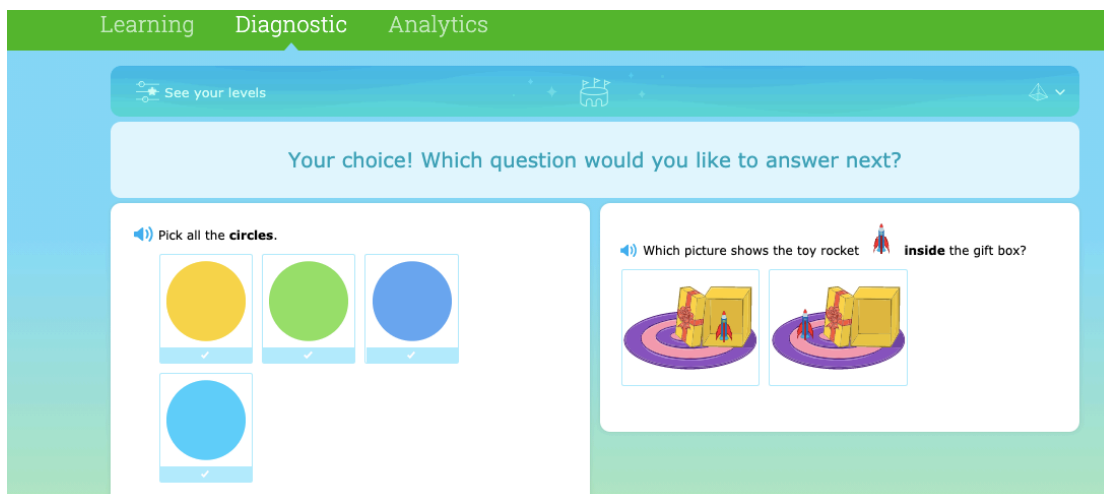 Learning Diagnostic Analytics
See your levels
Your choice! Which question would you like to answer next?
Pick all the circles.
Which picture shows the toy rocket inside the gift box?